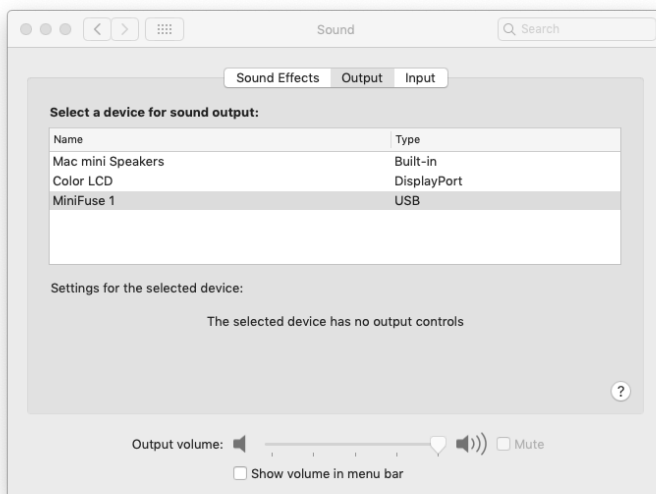 Sound
Search
Sound Effects Output Input
Select a device for sound output:
Name Type
Mac mini Speakers Built-in
Color LCD DisplayPort
MiniFuse 1 USB
Settings for the selected device:
The selected device has no output controls
?
Output volume: Mute
Show volume in menu bar